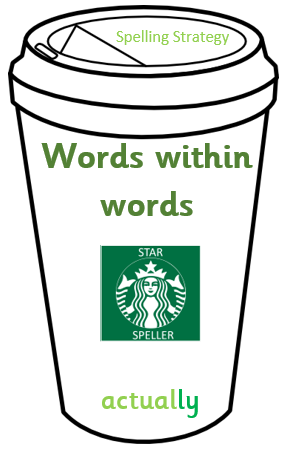 Spelling Strategy
Words within
words
STAR
SPELLER
actually